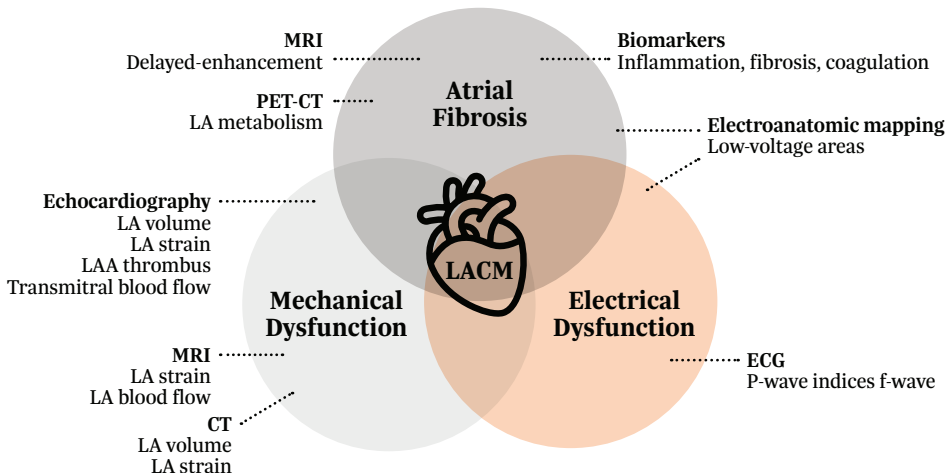 MRI
Delayed-enhancement
PET-CT
LA metabolism
Biomarkers
Inflammation, fibrosis, coagulation
Electroanatomic mapping
Low-voltage areas
Atrial
Fibrosis
Echocardiography
LA volume
LA strain
LAA thrombus
Transmitral blood flow
LACM
Mechanical
Dysfunction
Electrical
Dysfunction
MRI
LA strain
LA blood flow
CT
LA volume
LA strain
ECG
P-wave indices f-wave